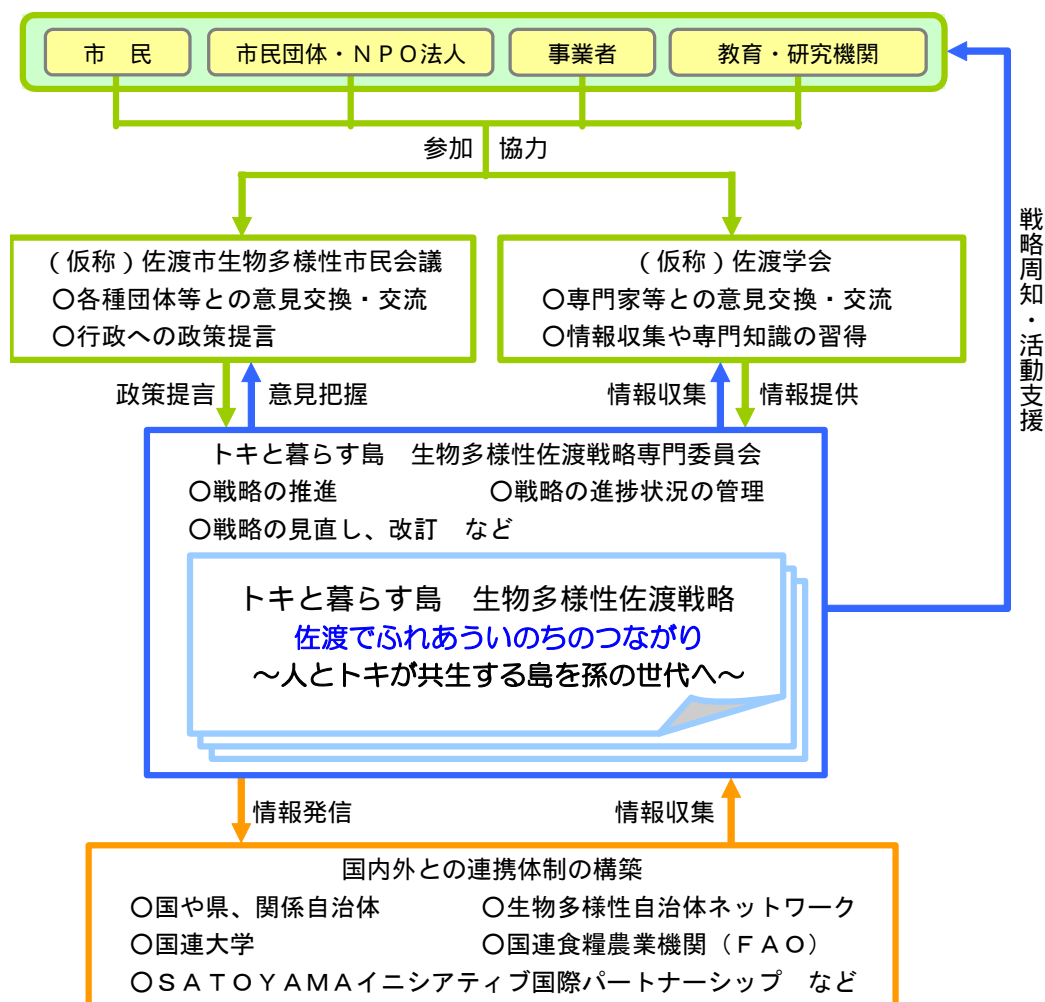 市　民
市民団体・ＮＰＯ法人
事業者
教育・研究機関
参加　協力
戦略周知・活動支援
（仮称）佐渡市生物多様性市民会議
○各種団体等との意見交換・交流
○行政への政策提言
（仮称）佐渡学会
○専門家等との意見交換・交流
○情報収集や専門知識の習得
政策提言
意見把握
情報収集
情報提供
トキと暮らす島　生物多様性佐渡戦略専門委員会
○戦略の推進　○戦略の進捗状況の管理
○戦略の見直し、改訂　など
トキと暮らす島　生物多様性佐渡戦略
佐渡でふれあういのちのつながり
～人とトキが共生する島を孫の世代へ～
情報発信
情報収集
国内外との連携体制の構築
○国や県、関係自治体　○生物多様性自治体ネットワーク
○国連大学　○国連食糧農業機関（ＦＡＯ）
○ＳＡＴＯＹＡＭＡイニシアティブ国際パートナーシップ　など